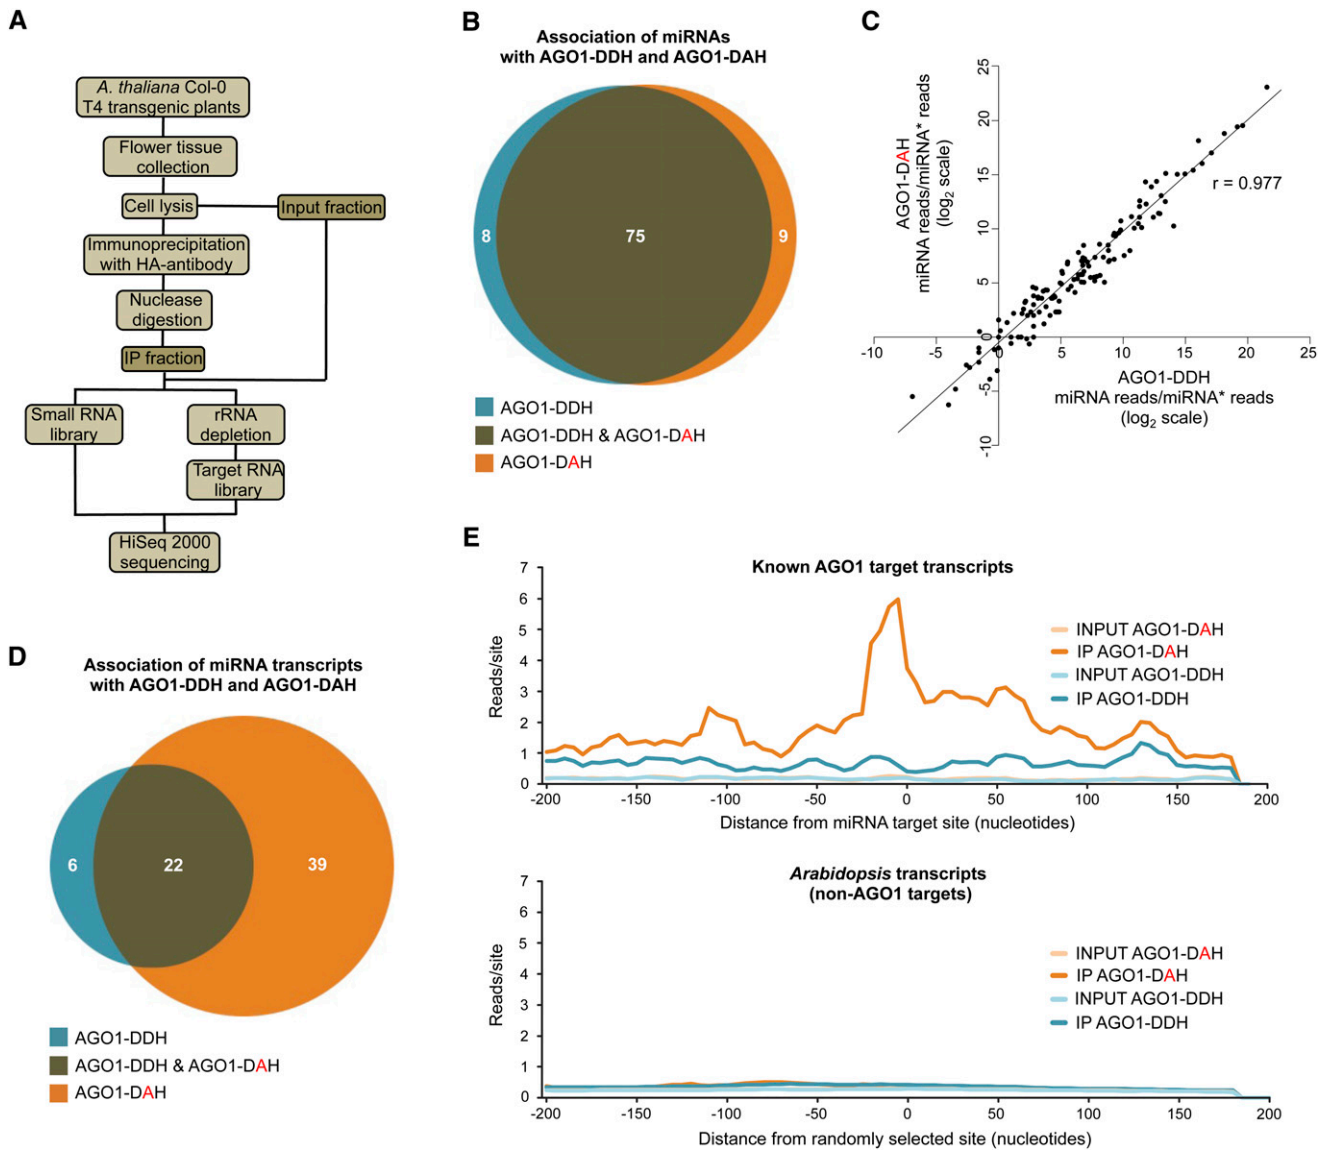 A
A. thaliana Col-0
T4 transgenic plants
Flower tissue
collection
Cell lysis
Input fraction
Immunoprecipitation
with HA-antibody
Nuclease
digestion
IP fraction
Small RNA
library
rRNA
depletion
Target RNA
library
HiSeq 2000
sequencing
B
Association of miRNAs
with AGO1-DDH and AGO1-DAH
8
75
9
AGO1-DDH
AGO1-DDH & AGO1-DAH
AGO1-DAH
C
AGO1-DAH
miRNA reads/miRNA* reads
(log2 scale)
25
20
15
10
5
0
-5
-10
r = 0.977
-10
-5
0
5
10
15
20
25
AGO1-DDH
miRNA reads/miRNA* reads
(log2 scale)
D
Association of miRNA transcripts
with AGO1-DDH and AGO1-DAH
6
22
39
AGO1-DDH
AGO1-DDH & AGO1-DAH
AGO1-DAH
E
Known AGO1 target transcripts
Reads/site
7
6
5
4
3
2
1
0
INPUT AGO1-DAH
IP AGO1-DAH
INPUT AGO1-DDH
IP AGO1-DDH
-200
-150
-100
-50
0
50
100
150
200
Distance from miRNA target site (nucleotides)
Arabidopsis transcripts
(non-AGO1 targets)
Reads/site
7
6
5
4
3
2
1
0
INPUT AGO1-DAH
IP AGO1-DAH
INPUT AGO1-DDH
IP AGO1-DDH
-200
-150
-100
-50
0
50
100
150
200
Distance from randomly selected site (nucleotides)